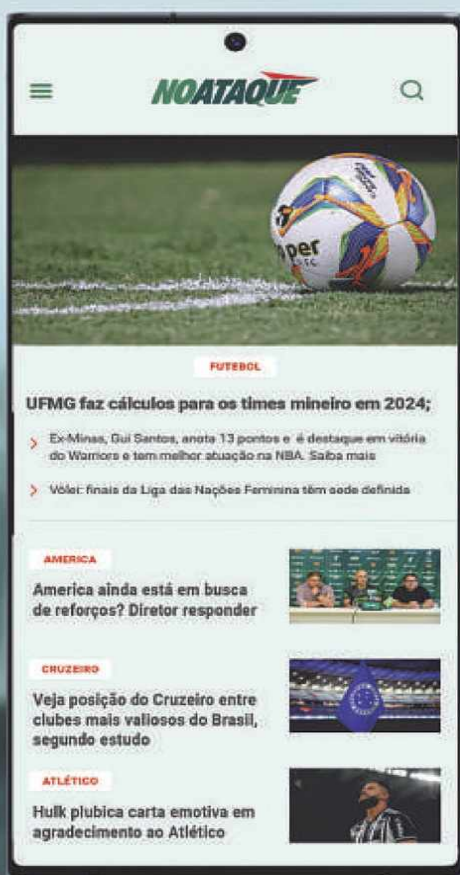 NOATAQUE
per
FUTEBOL
UFMG faz cálculos para os times mineiro em 2024;
Ex-Minas, Gui Santos, anota 13 pontos e é destaque em vitória
do Warriors e tem melhor atuação na NBA. Saiba mais
Vôlei: finais da Liga das Nações Feminina têm sede definida
AMERICA
America ainda está em busca
de reforços? Diretor responder
CRUZEIRO
Veja posição do Cruzeiro entre
clubes mais valiosos do Brasil,
segundo estudo
ATLÉTICO
Hulk plubica carta emotiva em
agradecimento ao Atlético